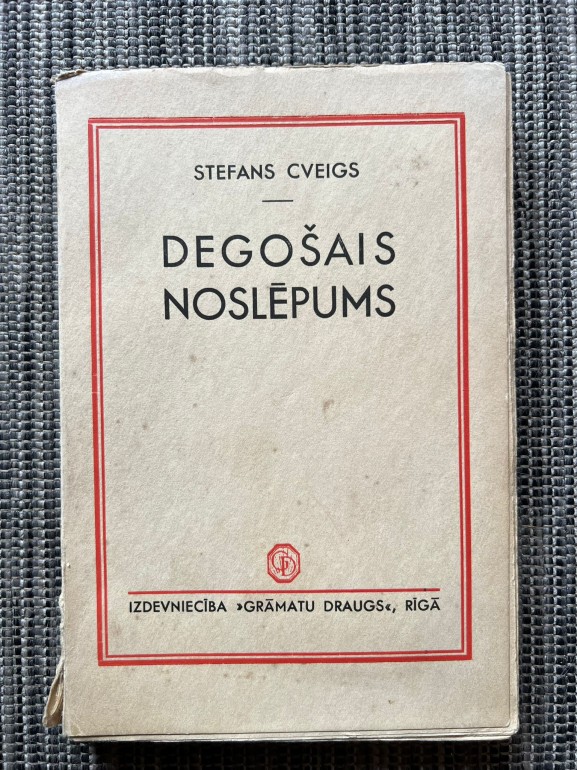 STEFANS CVEIGS
DEGOŠAIS
NOSLĒPUMS
IZDEVNIECĪBA »GRĀMATU DRAUGS«, RĪGĀ